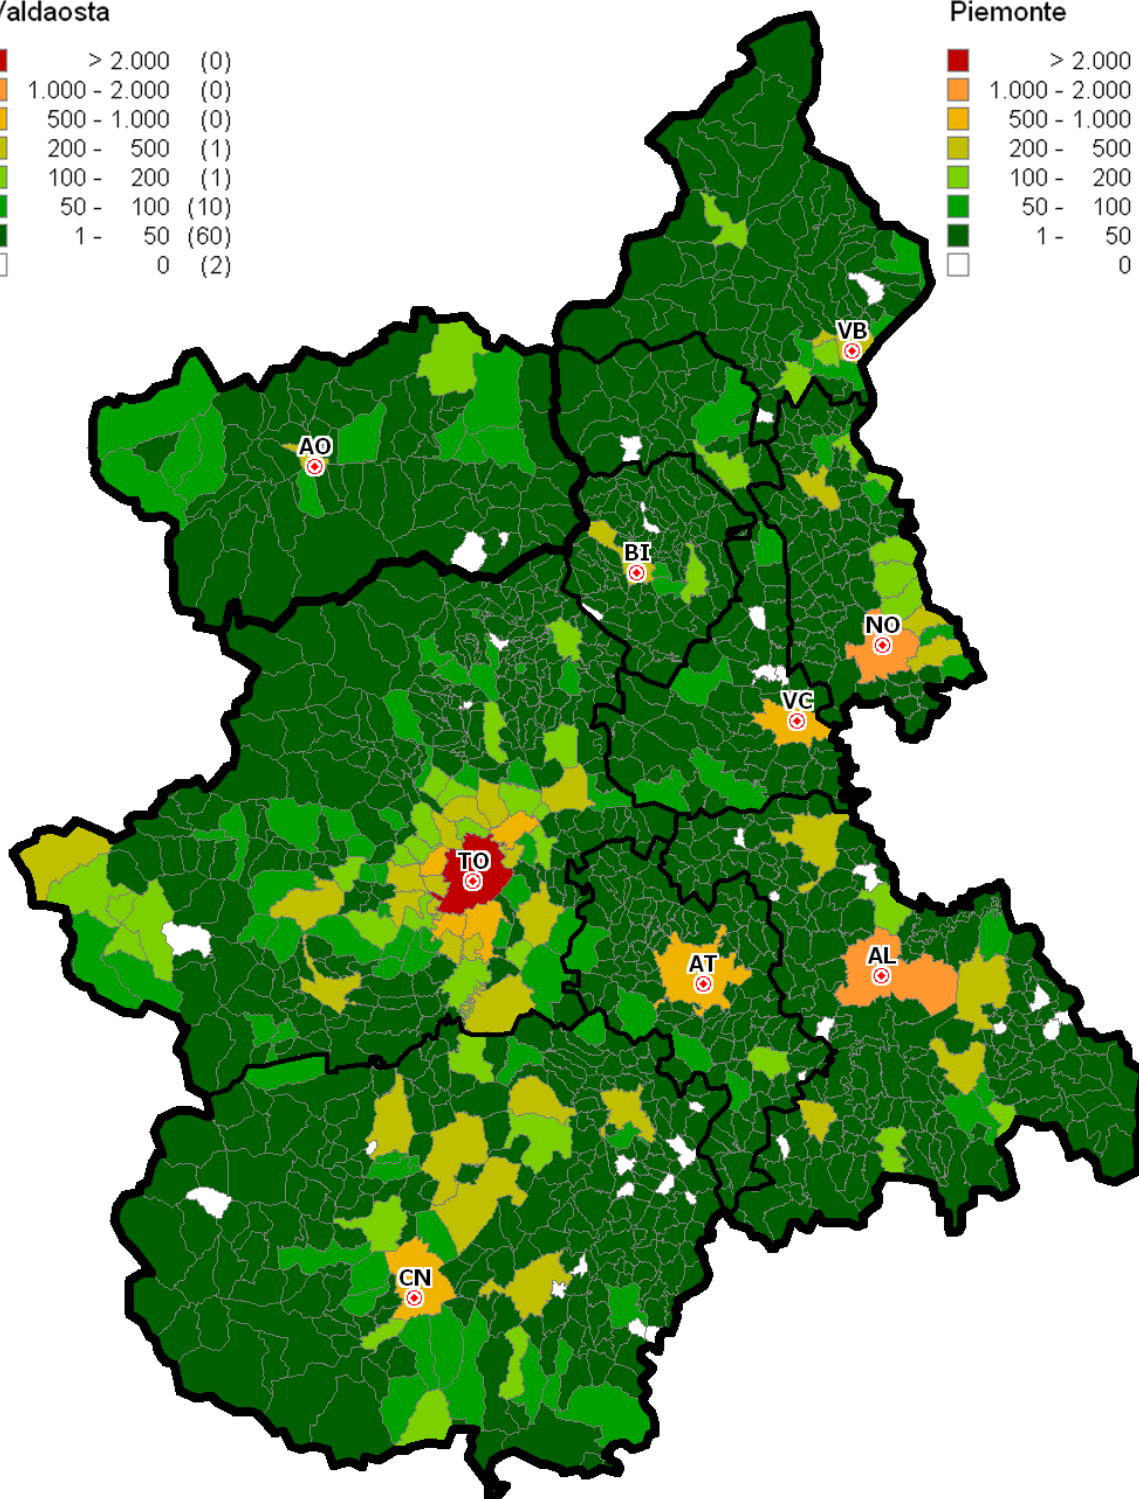 Valdaosta
> 2.000 (0)
1.000 - 2.000 (0)
500 - 1.000 (0)
200 - 500 (1)
100 - 200 (1)
50 - 100 (10)
1 - 50 (60)
0 (2)
Piemonte
> 2.000
1.000 - 2.000
500 - 1.000
200 - 500
100 - 200
50 - 100
1 - 50
0
VB
AO
BI
NO
VC
TO
AT
AL
CN